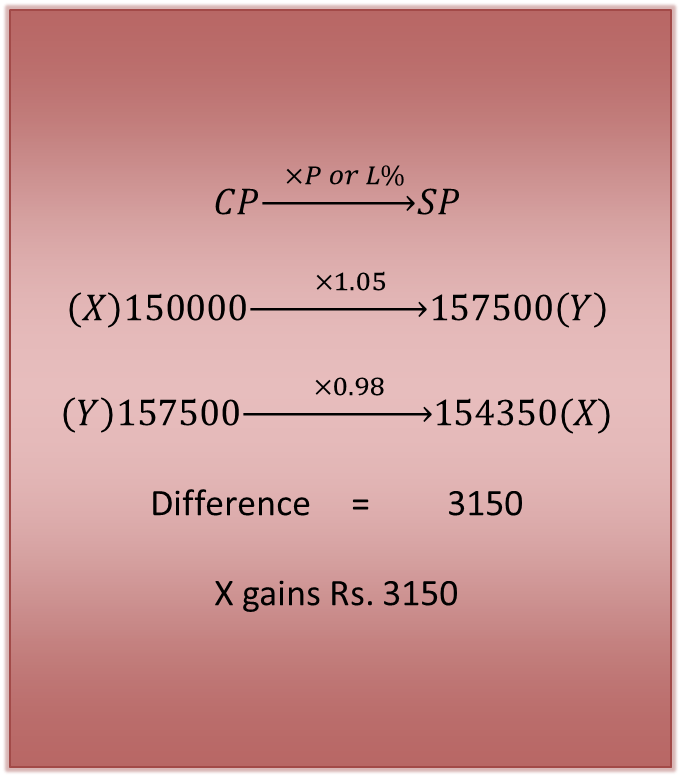 ×P or L%
CP⟶SP
×1.05
(X)150000⟶157500(Y)
×0.98
(Y)157500⟶154350(X)
Difference = 3150
X gains Rs. 3150